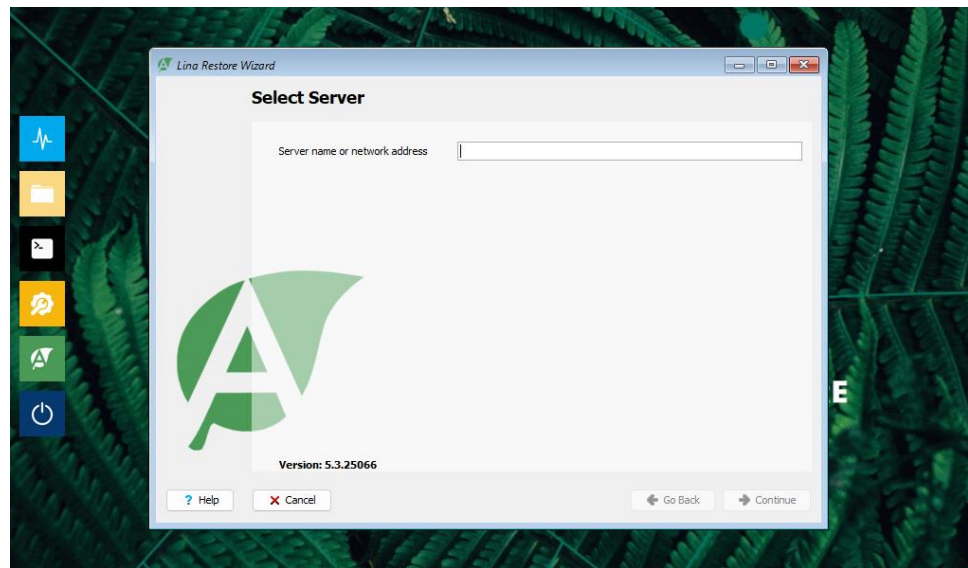 Lina Restore Wizard
Select Server
Server name or network address
E
Version: 5.3.25066
? Help
Cancel
Go Back
Continue